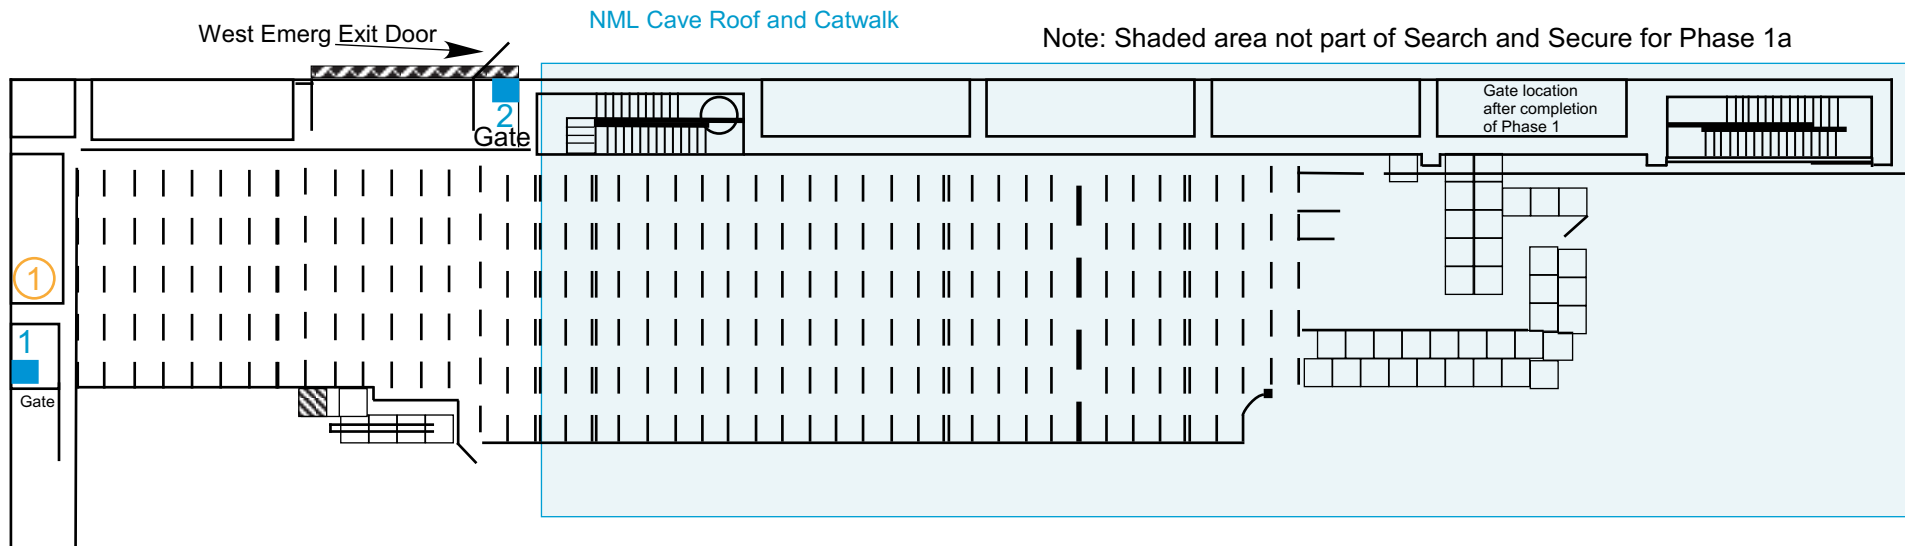 NML Cave Roof and Catwalk
West Emerg Exit Door
Note: Shaded area not part of Search and Secure for Phase 1a
2
Gate
Gate location
after completion
of Phase 1
1
1
Gate